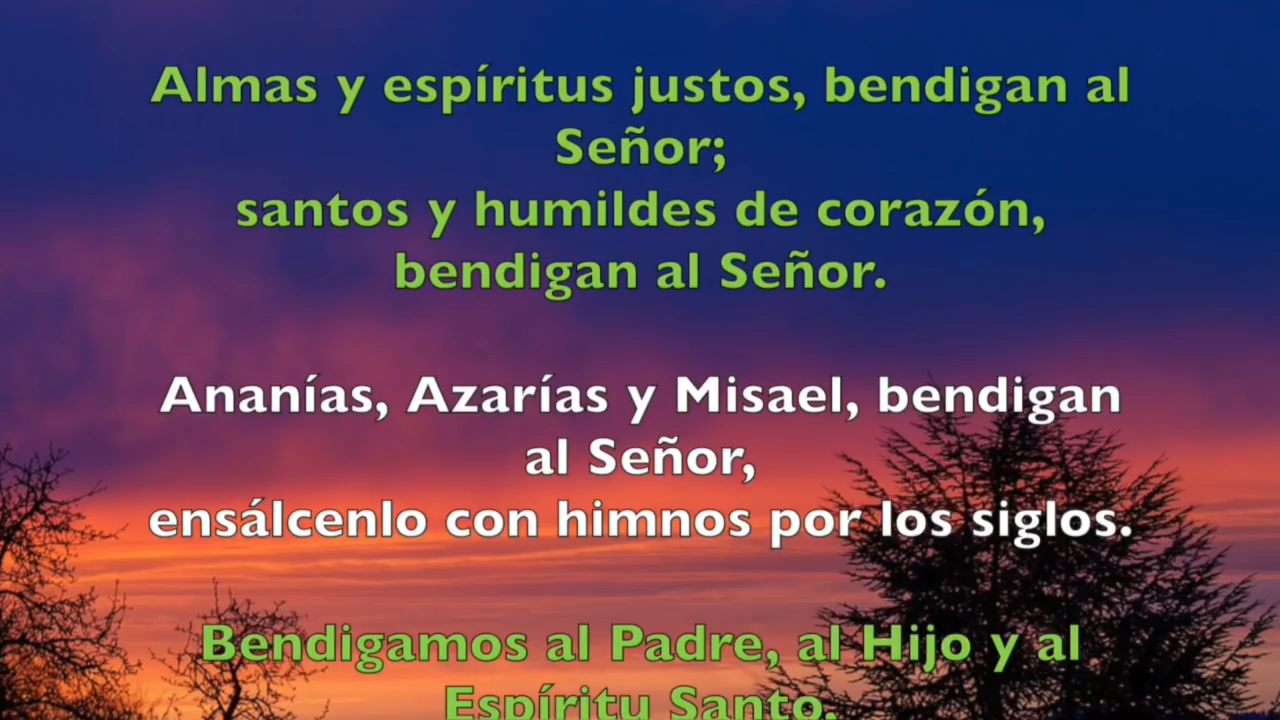 Almas y espíritus justos, bendigan al
Señor;
santos y humildes de corazón,
bendigan al Señor.
Ananías, Azarías y Misael, bendigan
al Señor,
ensálcenlo con himnos por los siglos.
Bendigamos al Padre, al Hijo y al
Espíritu Santo,